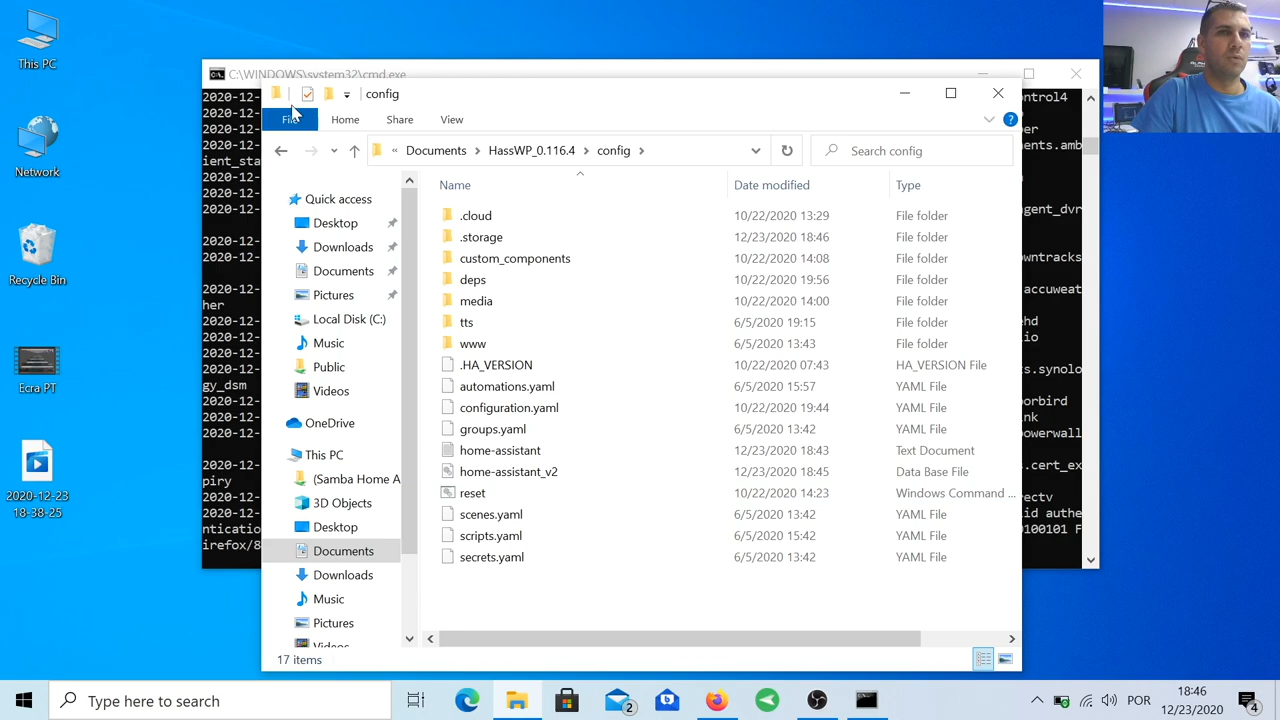 This PC
Network
Recycle Bin
Ecra PT
2020-12-23
18-38-25
C:\WINDOWS\system32\cmd.exe
config
File
Home
Share
View
« Documents > HassWP_0.116.4 > config >
Search config
Quick access
Desktop
Downloads
Documents
Pictures
Local Disk (C:)
Music
Public
Videos
OneDrive
This PC
(Samba Home A
3D Objects
Desktop
Documents
Downloads
Music
Pictures
Videos
Name Date modified Type
.cloud 10/22/2020 13:29 File folder
.storage 12/23/2020 18:46 File folder
custom_components 10/22/2020 14:08 File folder
deps 10/22/2020 19:56 File folder
media 10/22/2020 14:00 File folder
tts 6/5/2020 19:15 File folder
www 6/5/2020 13:43 File folder
.HA_VERSION 10/22/2020 07:43 HA_VERSION File
automations.yaml 6/5/2020 15:57 YAML File
configuration.yaml 10/22/2020 19:44 YAML File
groups.yaml 6/5/2020 13:42 YAML File
home-assistant 12/23/2020 18:43 Text Document
home-assistant_v2 12/23/2020 18:45 Data Base File
reset 10/22/2020 14:23 Windows Command ...
scenes.yaml 6/5/2020 13:42 YAML File
scripts.yaml 6/5/2020 15:42 YAML File
secrets.yaml 6/5/2020 13:42 YAML File
17 items
2020-12- ontrol4
2020-12-
2020-12- er
2020-12- ents.amb
ient_sta
2020-12-
2020-12-
2020-12- gent_dvr
2020-12-
2020-12- owntracks
2020-12- accuweat
her
2020-12- ehd
2020-12- io
2020-12- ts.synolo
gy_dsm
2020-12- orbird
2020-12- nk
2020-12- powerwall
2020-12- s.cert_ex
piry
2020-12- rectv
2020-12- lid authe
ntication 0100101 F
irefox/8
Type here to search
2
POR
18:46
12/23/2020
4